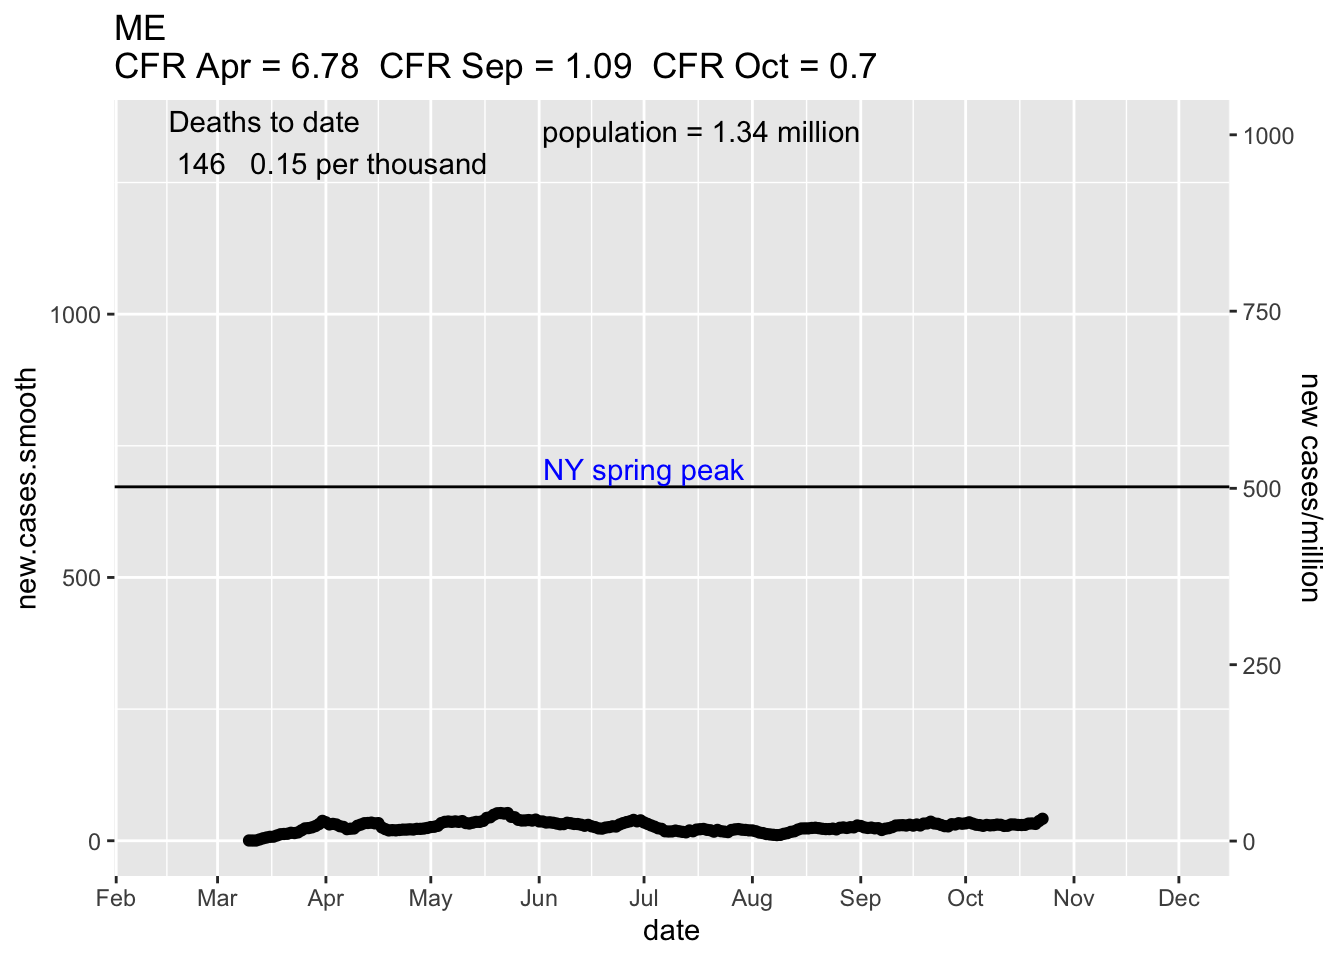 ME
CFR Apr = 6.78  CFR Sep = 1.09  CFR Oct = 0.7
Deaths to date
146   0.15 per thousand
population = 1.34 million
NY spring peak
new.cases.smooth
1000
500
0
new cases/million
1000
750
500
250
0
Feb Mar Apr May Jun Jul Aug Sep Oct Nov Dec
date